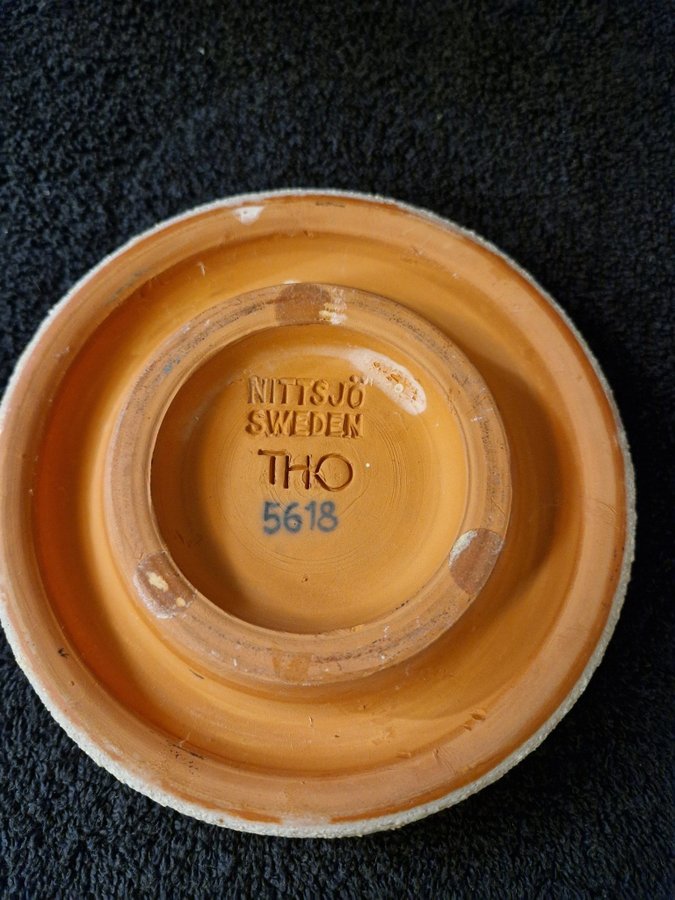 NITTSJÖ
SWEDEN
THO
5618